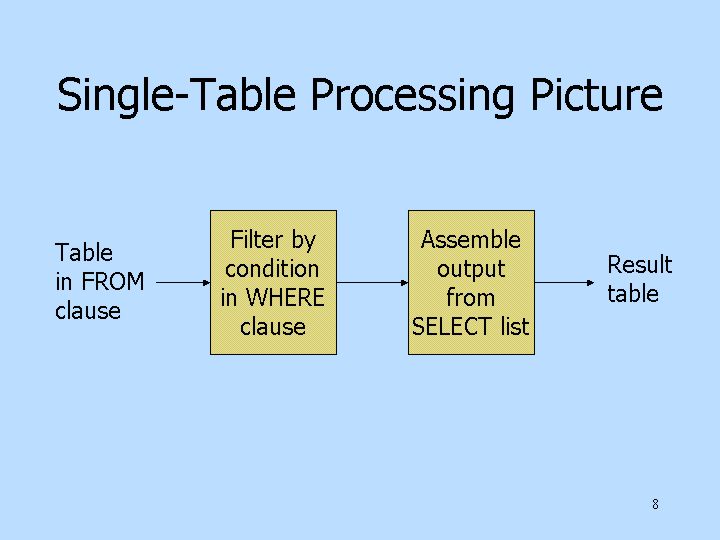 Single-Table Processing Picture
Table
in FROM
clause
Filter by
condition
in WHERE
clause
Assemble
output
from
SELECT list
Result
table
8